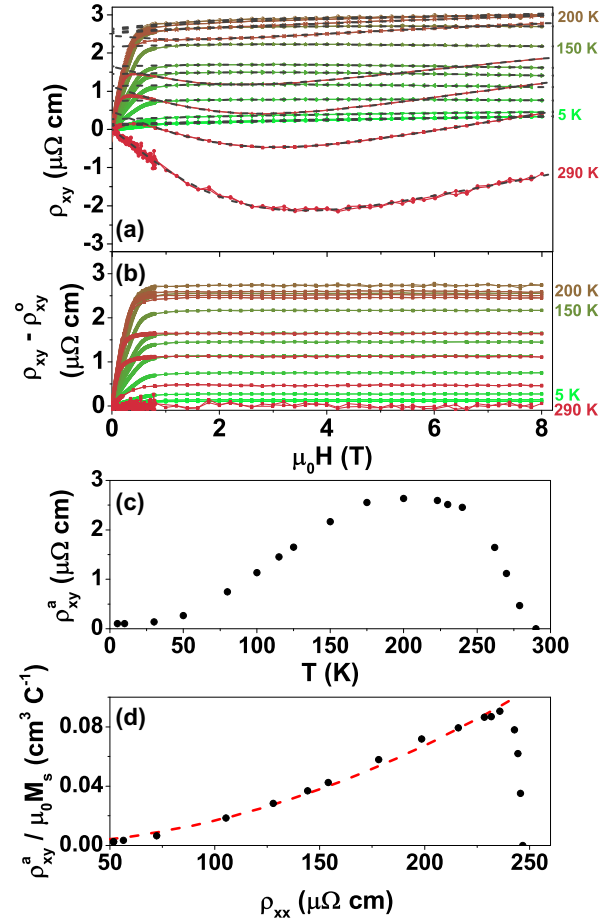 3
2
1
0
-1
-2
-3
ρxy (μΩ cm)
200 K
150 K
5 K
290 K
(a)
(b)
3
2
1
0
ρxy - ρ°xy
(μΩ cm)
200 K
150 K
5 K
290 K
0 2 4 6 8
μ0H (T)
(c)
3
2
1
0
ρaxy (μΩ cm)
0 50 100 150 200 250 300
T (K)
(d)
0.08
0.04
0.00
ρaxy / μ0Ms (cm3 C-1)
50 100 150 200 250
ρxx (μΩ cm)